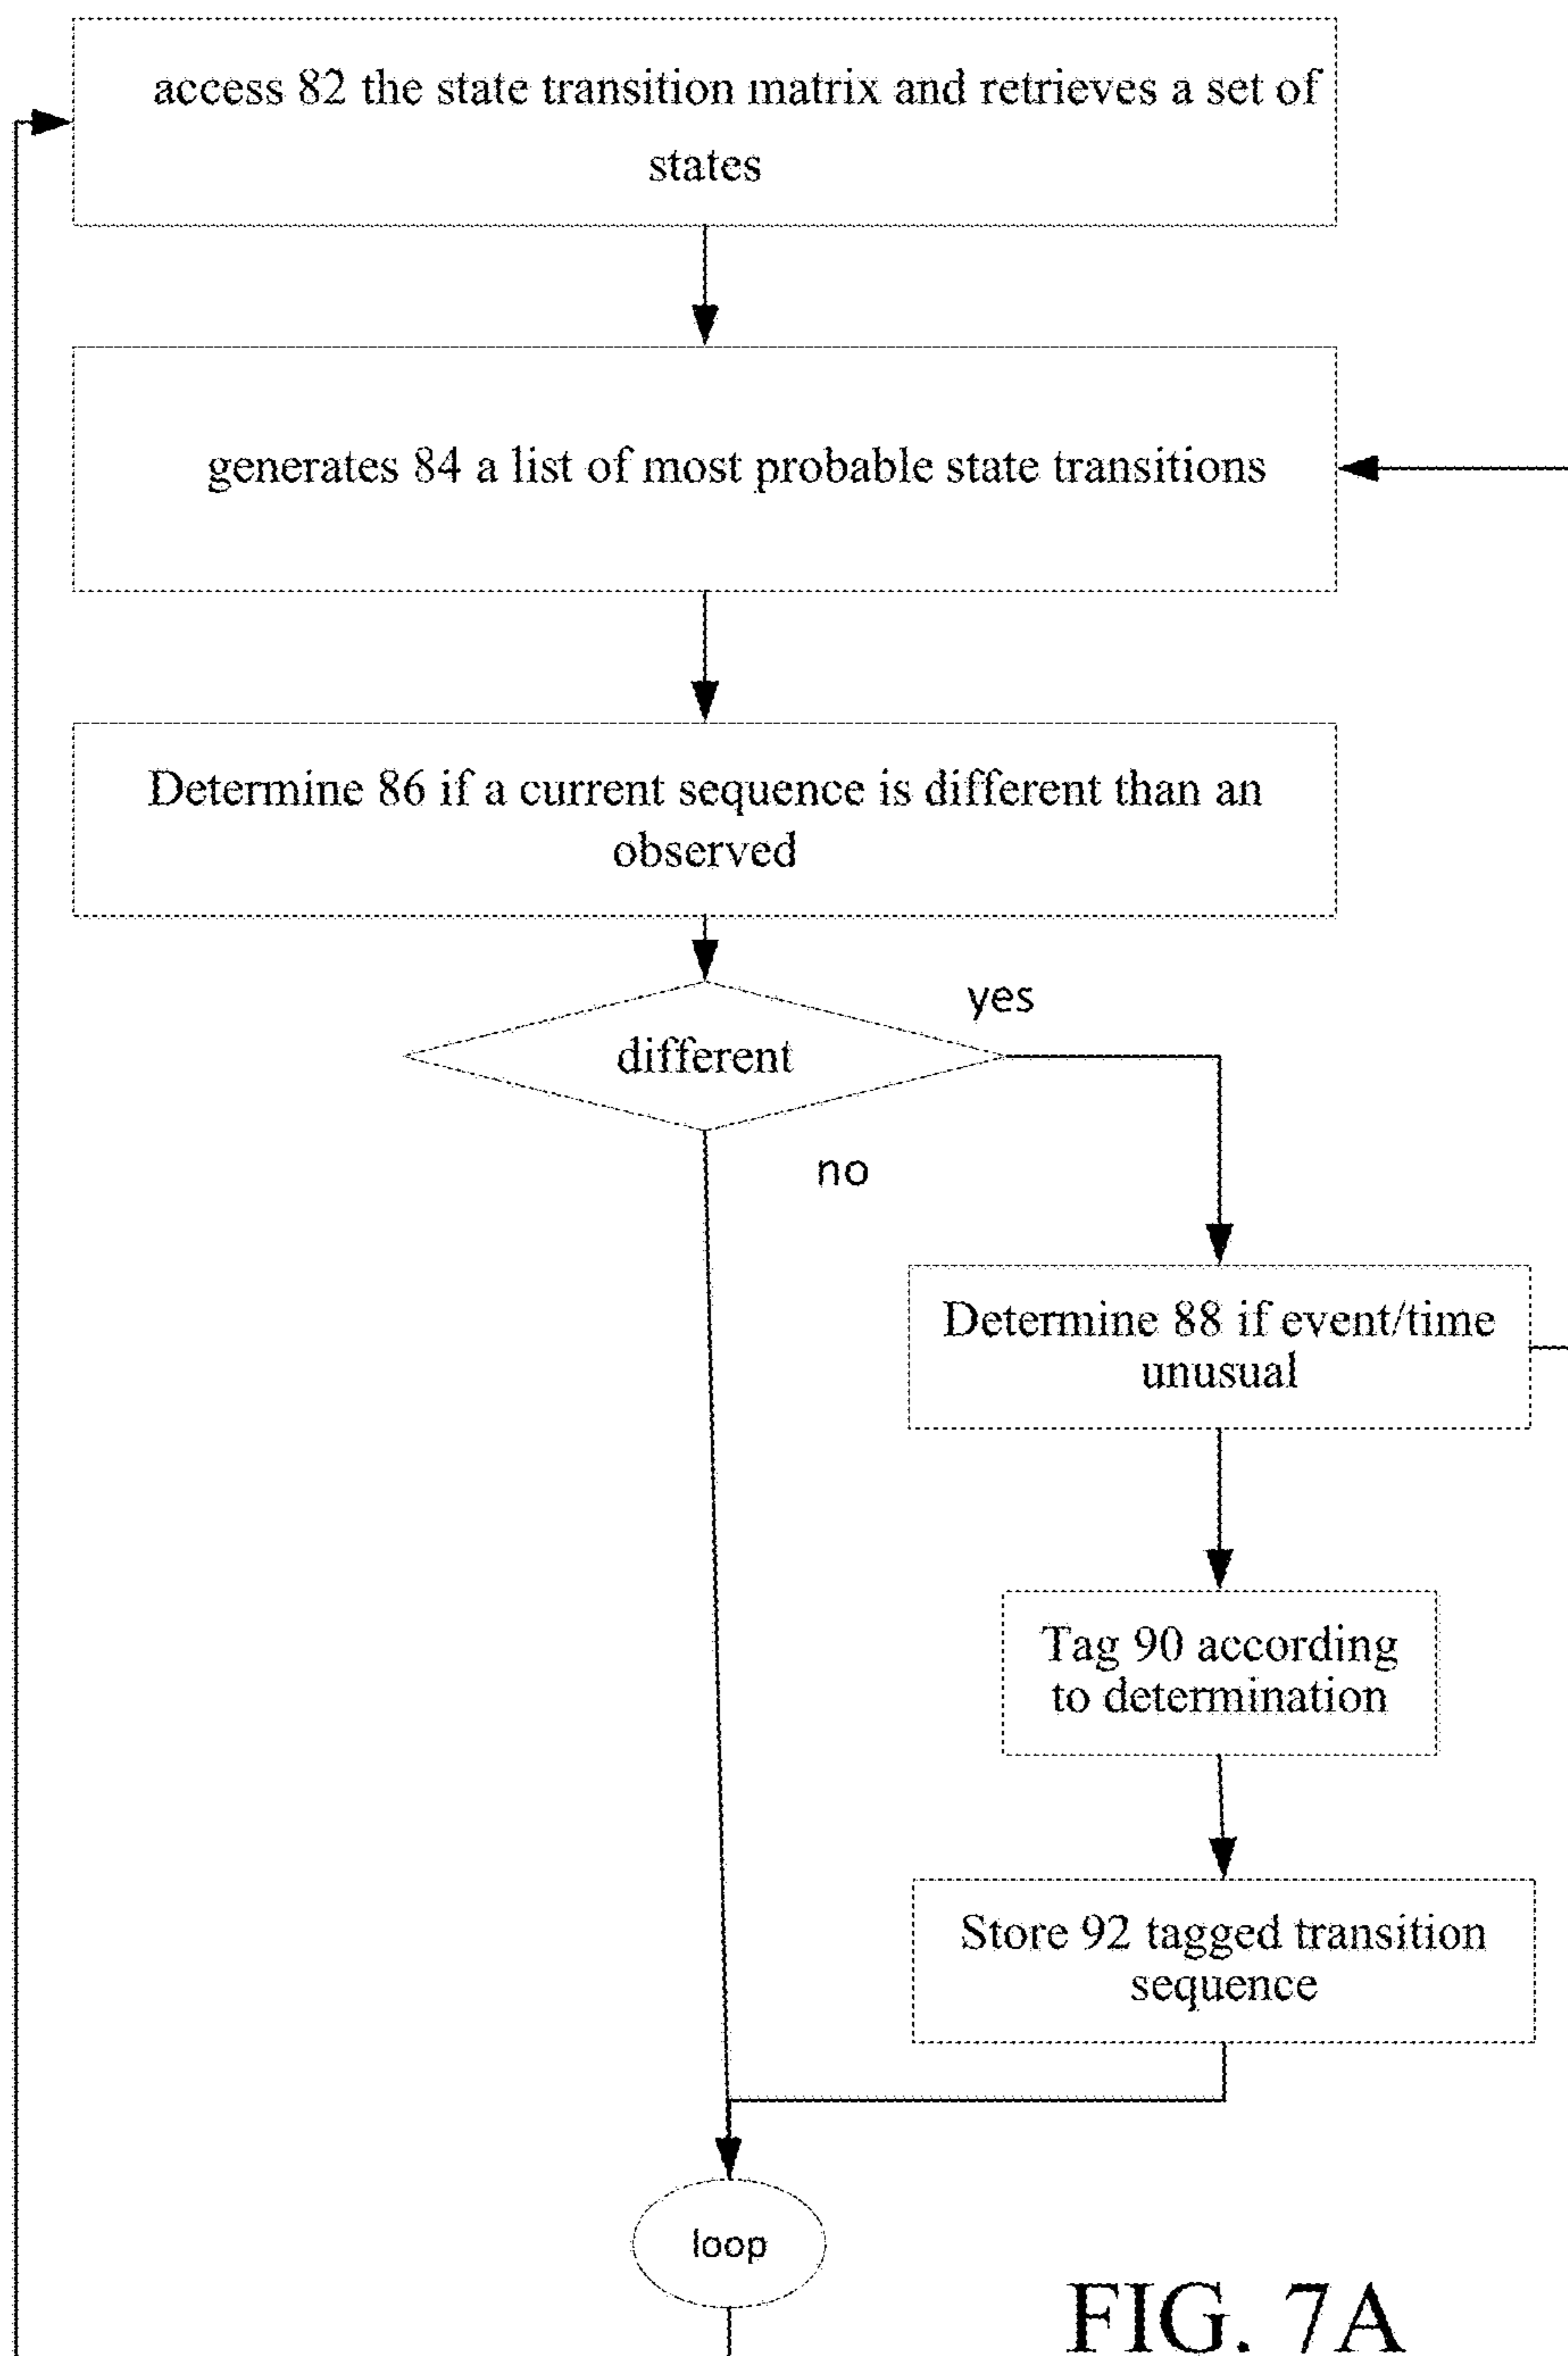 access 82 the state transition matrix and retrieves a set of
states
generates 84 a list of most probable state transitions
Determine 86 if a current sequence is different than an
observed
different
yes
no
Determine 88 if event/time
unusual
Tag 90 according
to determination
Store 92 tagged transition
sequence
loop
FIG. 7A